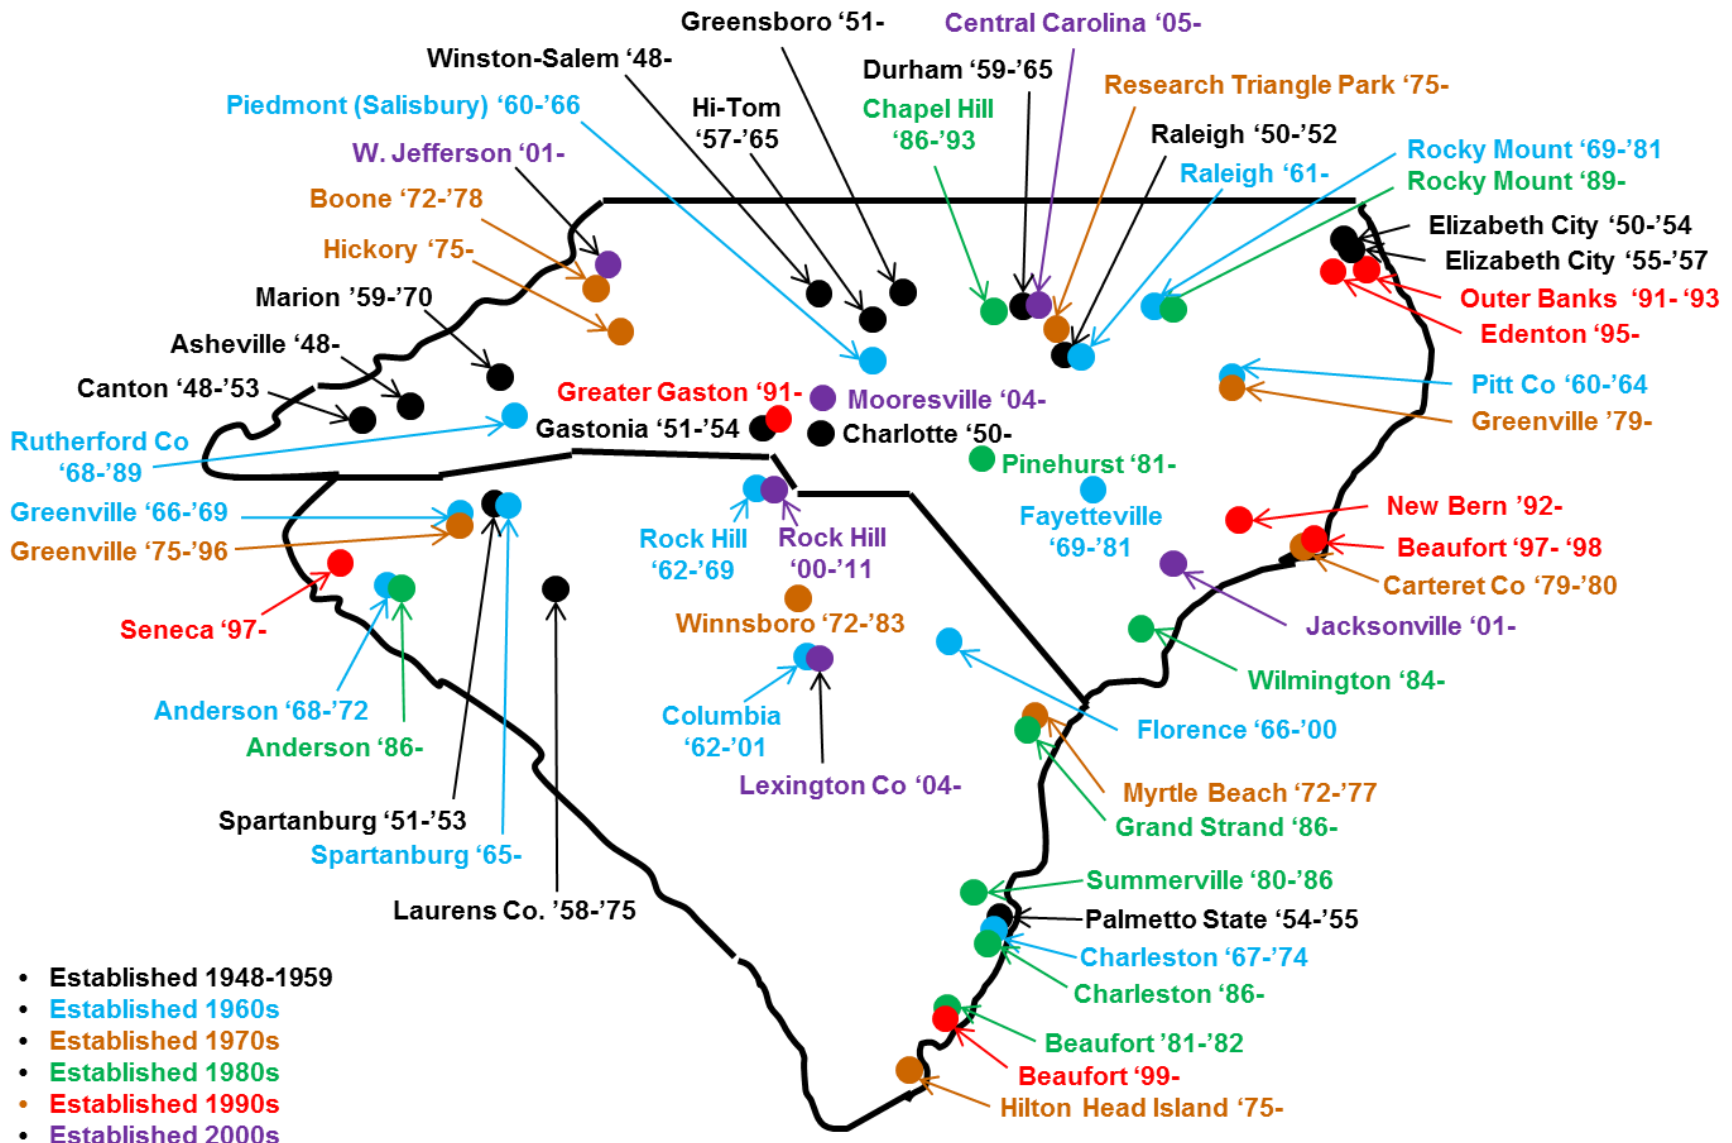 Greensboro ‘51-
Central Carolina ‘05-
Winston-Salem ‘48-
Durham ‘59-’65
Research Triangle Park ‘75-
Piedmont (Salisbury) ‘60-’66
Hi-Tom
‘57-’65
Chapel Hill
‘86-’93
Raleigh ‘50-’52
W. Jefferson ‘01-
Rocky Mount ‘69-’81
Raleigh ‘61-
Rocky Mount ‘89-
Boone ‘72-’78
Elizabeth City ‘50-’54
Hickory ‘75-
Elizabeth City ‘55-’57
Marion ’59-’70
Outer Banks ‘91- ‘93
Edenton ‘95-
Asheville ‘48-
Canton ‘48-’53
Greater Gaston ‘91-
Mooresville ‘04-
Pitt Co ‘60-’64
Greenville ‘79-
Gastonia ‘51-’54
Charlotte ‘50-
Rutherford Co
‘68-’89
Pinehurst ‘81-
Greenville ‘66-’69
Greenville ’75-’96
Fayetteville
‘69-’81
New Bern ’92-
Rock Hill
‘62-’69
Rock Hill
‘00-’11
Beaufort ‘97- ‘98
Carteret Co ‘79-’80
Seneca ‘97-
Winnsboro ’72-’83
Jacksonville ‘01-
Wilmington ‘84-
Anderson ‘68-’72
Anderson ‘86-
Columbia
‘62-’01
Florence ‘66-’00
Lexington Co ‘04-
Myrtle Beach ‘72-’77
Grand Strand ‘86-
Spartanburg ‘51-’53
Spartanburg ‘65-
Laurens Co. ’58-’75
Summerville ‘80-’86
Palmetto State ‘54-’55
Charleston ‘67-’74
Charleston ‘86-
Beaufort ’81-‘82
Beaufort ‘99-
Hilton Head Island ‘75-
• Established 1948-1959
• Established 1960s
• Established 1970s
• Established 1980s
• Established 1990s
• Established 2000s